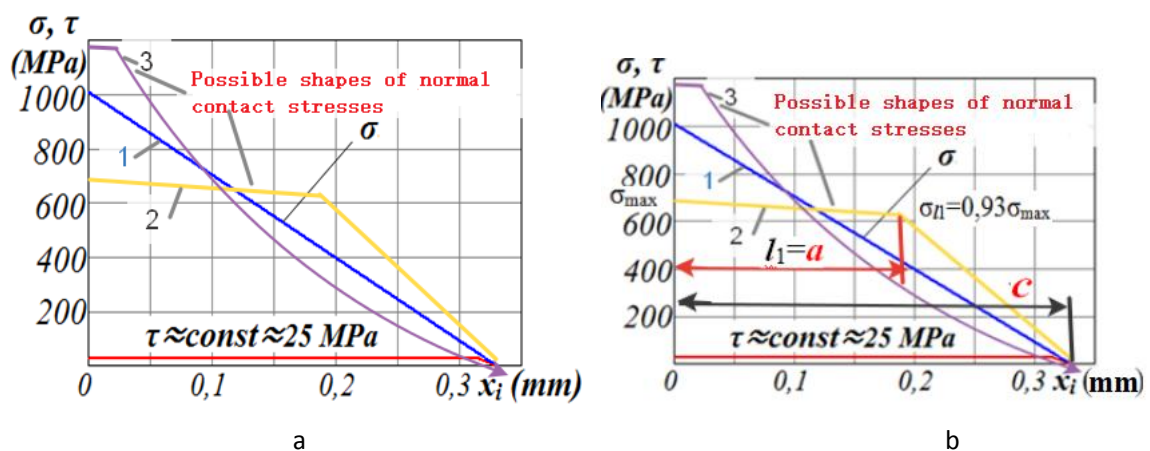 σ, τ
(MPa)
3
Possible shapes of normal
contact stresses
1000
σ
800
1
600
2
400
200
τ≈const≈25 MPa
0
0,1
0,2
0,3
xᵢ (mm)
a
σ, τ
(MPa)
3
Possible shapes of normal
contact stresses
1000
σ
800
1
σmax
600
2
σl1=0,93σmax
l₁=a
400
c
200
τ≈const≈25 MPa
0
0,1
0,2
0,3
xᵢ (mm)
b